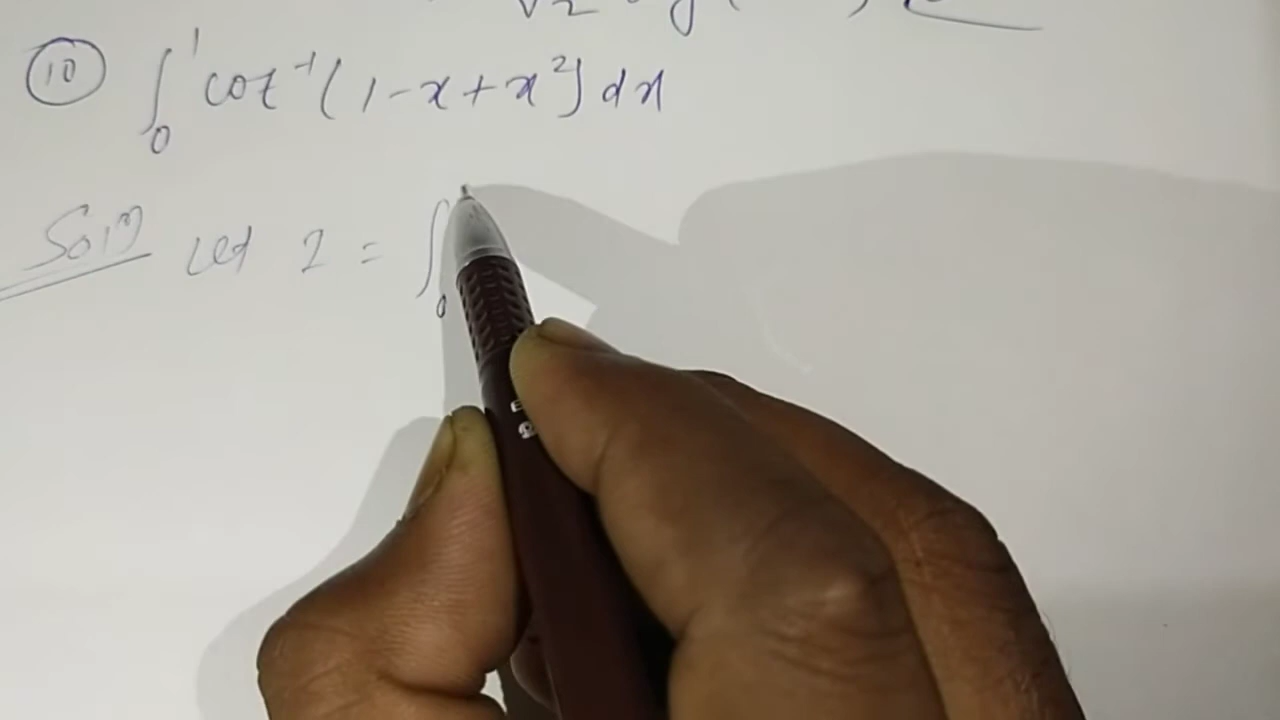 ⑩ ∫₀¹ cot⁻¹(1-x+x²) dx
Solⁿ Let I = ∫₀